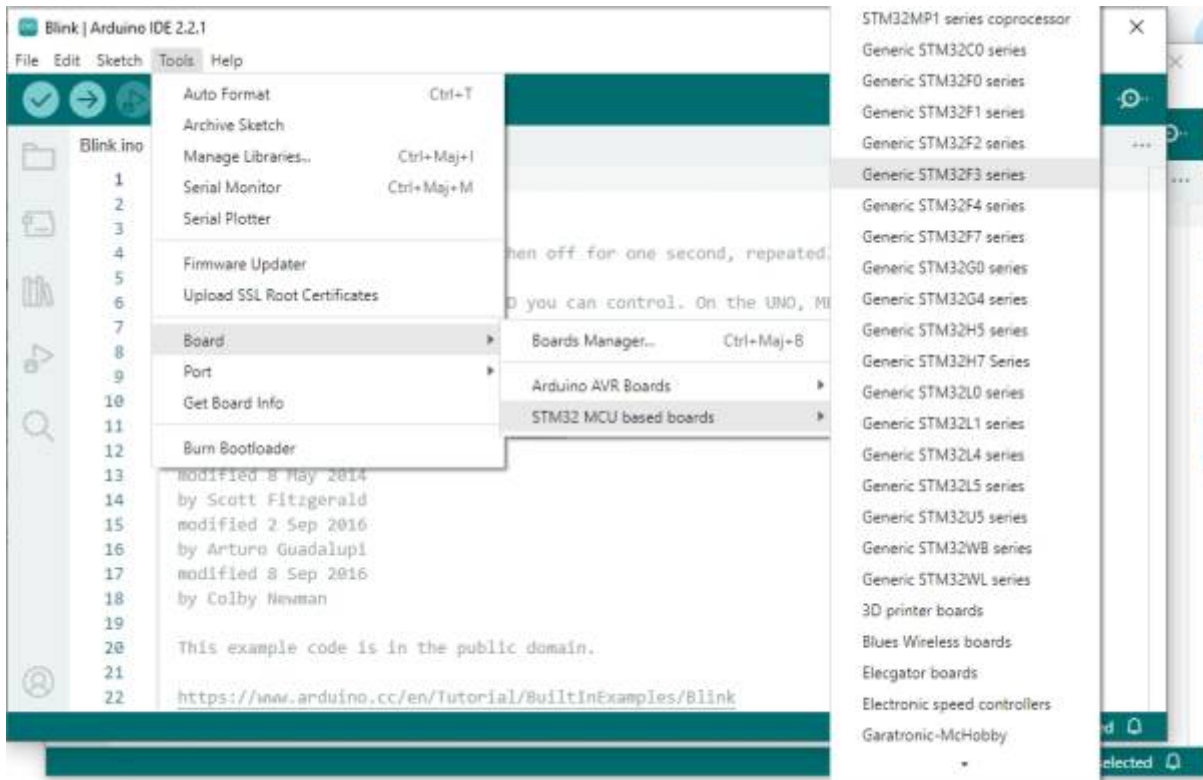 Blink | Arduino IDE 2.2.1
File Edit Sketch Tools Help
Blink.ino
Auto Format Ctrl+T
Archive Sketch
Manage Libraries... Ctrl+Maj+I
Serial Monitor Ctrl+Maj+M
Serial Plotter
Firmware Updater
Upload SSL Root Certificates
Board
Port
Get Board Info
Burn Bootloader
Boards Manager... Ctrl+Maj+B
Arduino AVR Boards
STM32 MCU based boards
STM32MP1 series coprocessor
Generic STM32C0 series
Generic STM32F0 series
Generic STM32F1 series
Generic STM32F2 series
Generic STM32F3 series
Generic STM32F4 series
Generic STM32F7 series
Generic STM32G0 series
Generic STM32G4 series
Generic STM32H5 series
Generic STM32H7 Series
Generic STM32L0 series
Generic STM32L1 series
Generic STM32L4 series
Generic STM32L5 series
Generic STM32U5 series
Generic STM32WB series
Generic STM32WL series
3D printer boards
Blues Wireless boards
Elecgator boards
Electronic speed controllers
Garatronic-McHobby
1
2
3
4 hen off for one second, repeated
5
6 D you can control. On the UNO, ME
7
8
9
10
11
12
13 modified 8 May 2014
14 by Scott Fitzgerald
15 modified 2 Sep 2016
16 by Arturo Guadalupi
17 modified 8 Sep 2016
18 by Colby Newman
19
20 This example code is in the public domain.
21
22 https://www.arduino.cc/en/Tutorial/BuiltInExamples/Blink
ed
elected